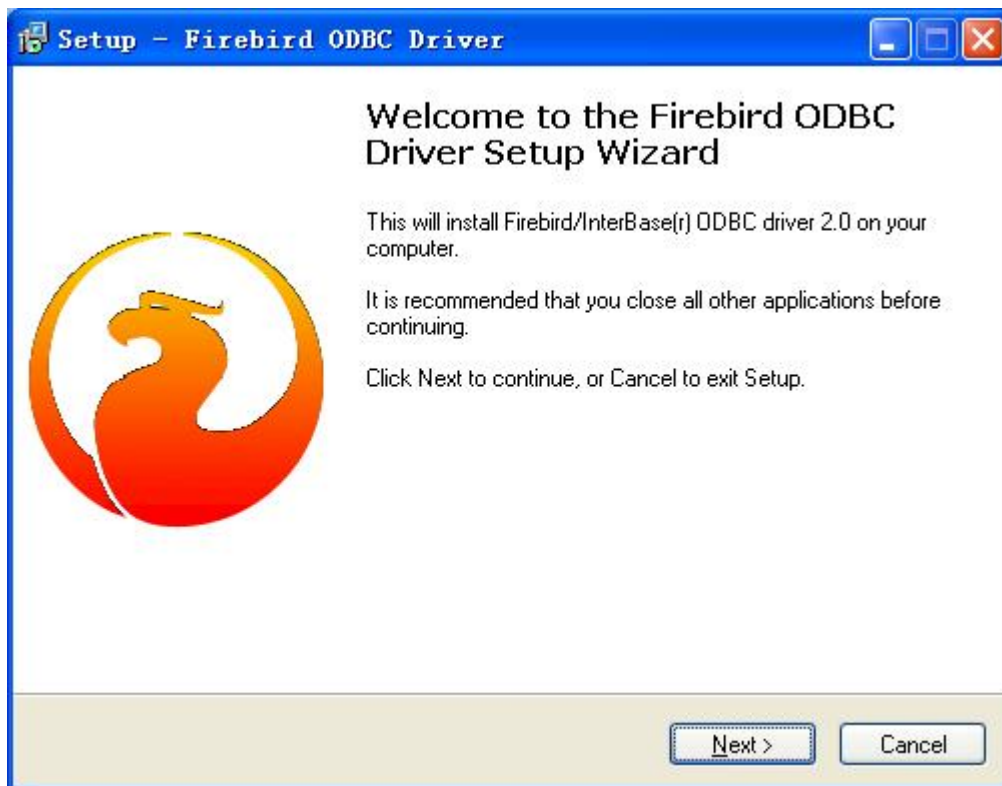 Setup - Firebird ODBC Driver
Welcome to the Firebird ODBC
Driver Setup Wizard
This will install Firebird/InterBase(r) ODBC driver 2.0 on your
computer.
It is recommended that you close all other applications before
continuing.
Click Next to continue, or Cancel to exit Setup.
Next >
Cancel